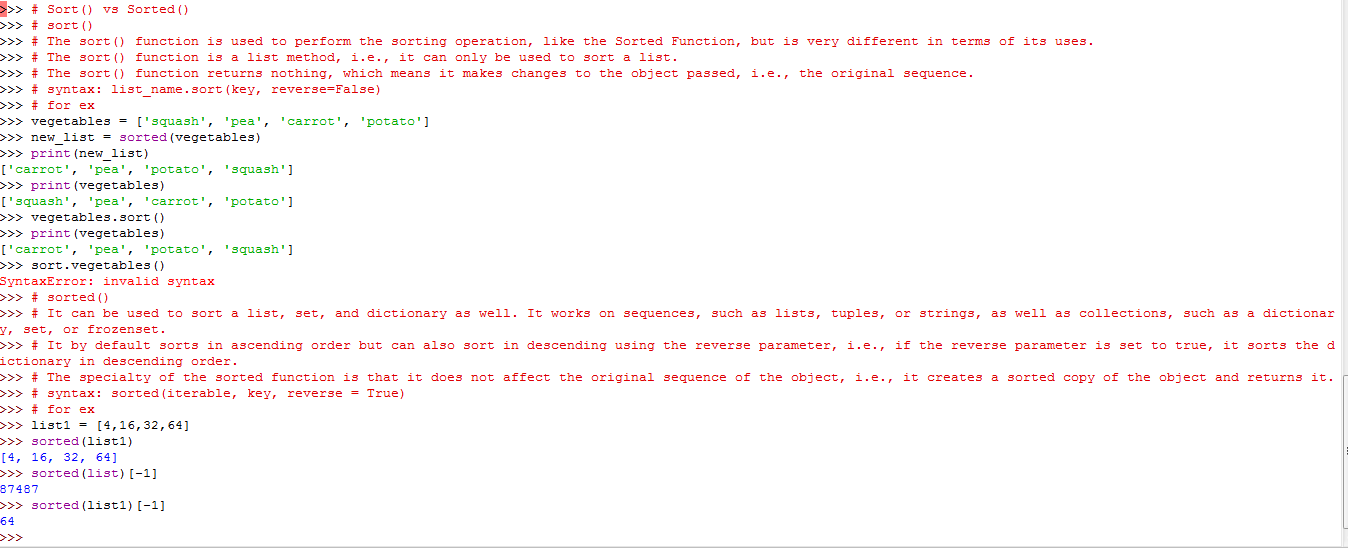 >>> # Sort() vs Sorted()
>>> # sort()
>>> # The sort() function is used to perform the sorting operation, like the Sorted Function, but is very different in terms of its uses.
>>> # The sort() function is a list method, i.e., it can only be used to sort a list.
>>> # The sort() function returns nothing, which means it makes changes to the object passed, i.e., the original sequence.
>>> # syntax: list_name.sort(key, reverse=False)
>>> # for ex
>>> vegetables = ['squash', 'pea', 'carrot', 'potato']
>>> new_list = sorted(vegetables)
>>> print(new_list)
['carrot', 'pea', 'potato', 'squash']
>>> print(vegetables)
['squash', 'pea', 'carrot', 'potato']
>>> vegetables.sort()
>>> print(vegetables)
['carrot', 'pea', 'potato', 'squash']
>>> sort.vegetables()
SyntaxError: invalid syntax
>>> # sorted()
>>> # It can be used to sort a list, set, and dictionary as well. It works on sequences, such as lists, tuples, or strings, as well as collections, such as a dictionar
y, set, or frozenset.
>>> # It by default sorts in ascending order but can also sort in descending using the reverse parameter, i.e., if the reverse parameter is set to true, it sorts the d
ictionary in descending order.
>>> # The specialty of the sorted function is that it does not affect the original sequence of the object, i.e., it creates a sorted copy of the object and returns it.
>>> # syntax: sorted(iterable, key, reverse = True)
>>> # for ex
>>> list1 = [4,16,32,64]
>>> sorted(list1)
[4, 16, 32, 64]
>>> sorted(list)[-1]
87487
>>> sorted(list1)[-1]
64
>>>